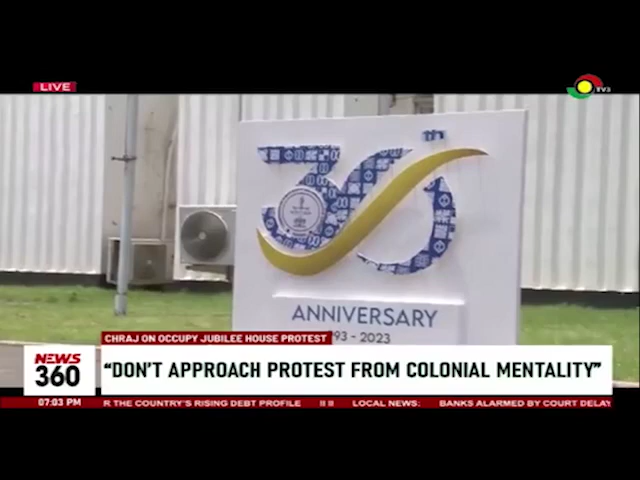 LIVE
TV3
30th
ANNIVERSARY
93 - 2023
CHRAJ ON OCCUPY JUBILEE HOUSE PROTEST
NEWS
360
“DON’T APPROACH PROTEST FROM COLONIAL MENTALITY”
07:03 PM
R THE COUNTRY'S RISING DEBT PROFILE
LOCAL NEWS:
BANKS ALARMED BY COURT DELAY